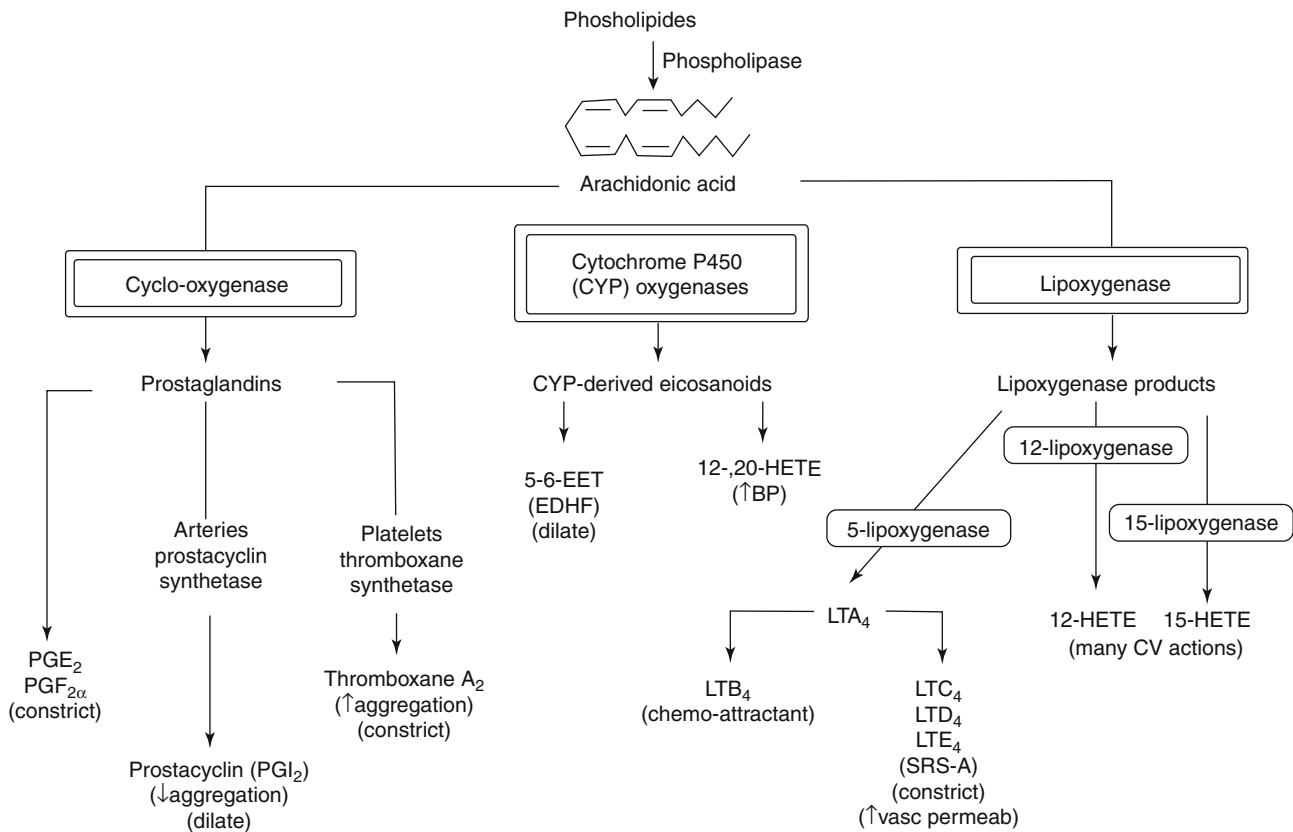 Phosholipides
Phospholipase
Arachidonic acid
Cyclo-oxygenase
Cytochrome P450
(CYP) oxygenases
Lipoxygenase
Prostaglandins
CYP-derived eicosanoids
Lipoxygenase products
12-lipoxygenase
5-6-EET
(EDHF)
(dilate)
12-,20-HETE
(↑BP)
5-lipoxygenase
15-lipoxygenase
Arteries
prostacyclin
synthetase
Platelets
thromboxane
synthetase
LTA₄
12-HETE
15-HETE
(many CV actions)
PGE₂
PGF₂α
(constrict)
Thromboxane A₂
(↑aggregation)
(constrict)
LTB₄
(chemo-attractant)
LTC₄
LTD₄
LTE₄
(SRS-A)
(constrict)
(↑vasc permeab)
Prostacyclin (PGI₂)
(↓aggregation)
(dilate)